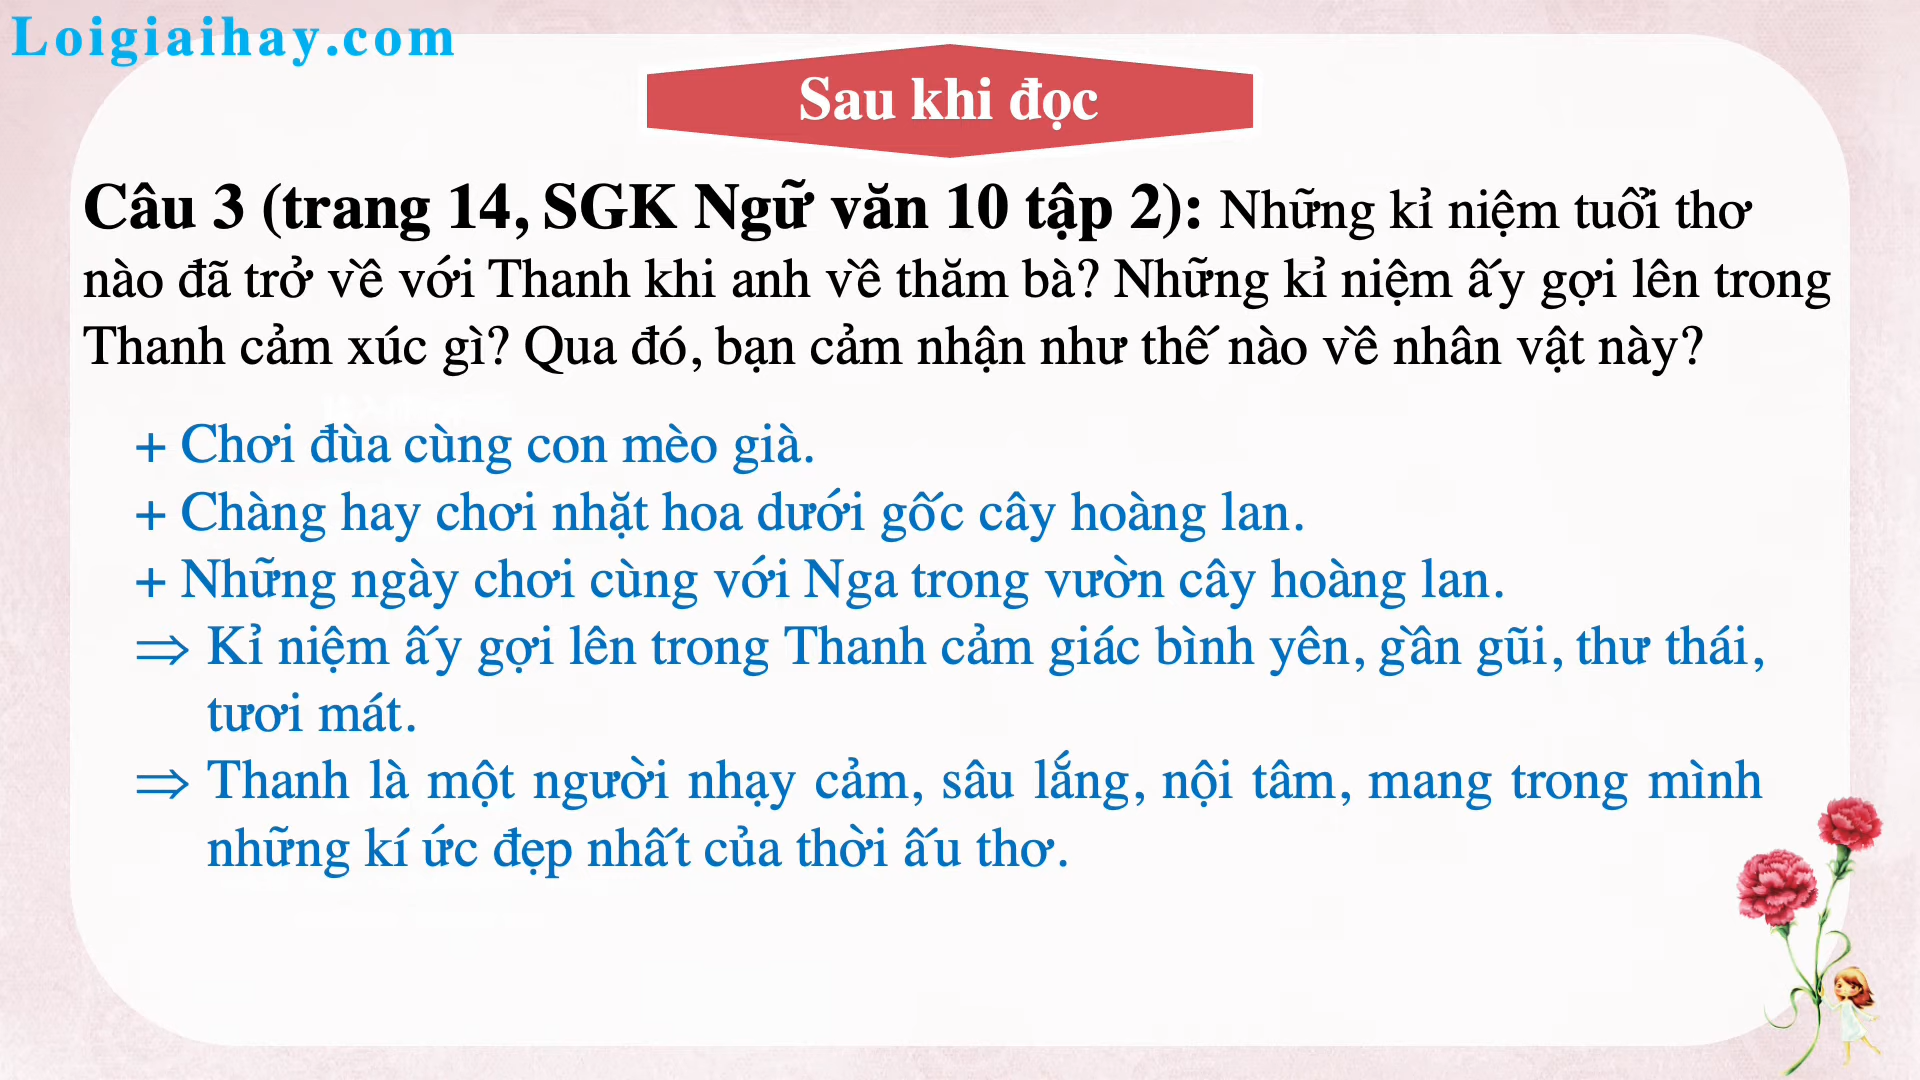 Loigiaihay.com
Sau khi đọc
Câu 3 (trang 14, SGK Ngữ văn 10 tập 2): Những kỉ niệm tuổi thơ
nào đã trở về với Thanh khi anh về thăm bà? Những kỉ niệm ấy gợi lên trong
Thanh cảm xúc gì? Qua đó, bạn cảm nhận như thế nào về nhân vật này?
+ Chơi đùa cùng con mèo già.
+ Chàng hay chơi nhặt hoa dưới gốc cây hoàng lan.
+ Những ngày chơi cùng với Nga trong vườn cây hoàng lan.
⇒ Kỉ niệm ấy gợi lên trong Thanh cảm giác bình yên, gần gũi, thư thái,
tươi mát.
⇒ Thanh là một người nhạy cảm, sâu lắng, nội tâm, mang trong mình
những kí ức đẹp nhất của thời ấu thơ.